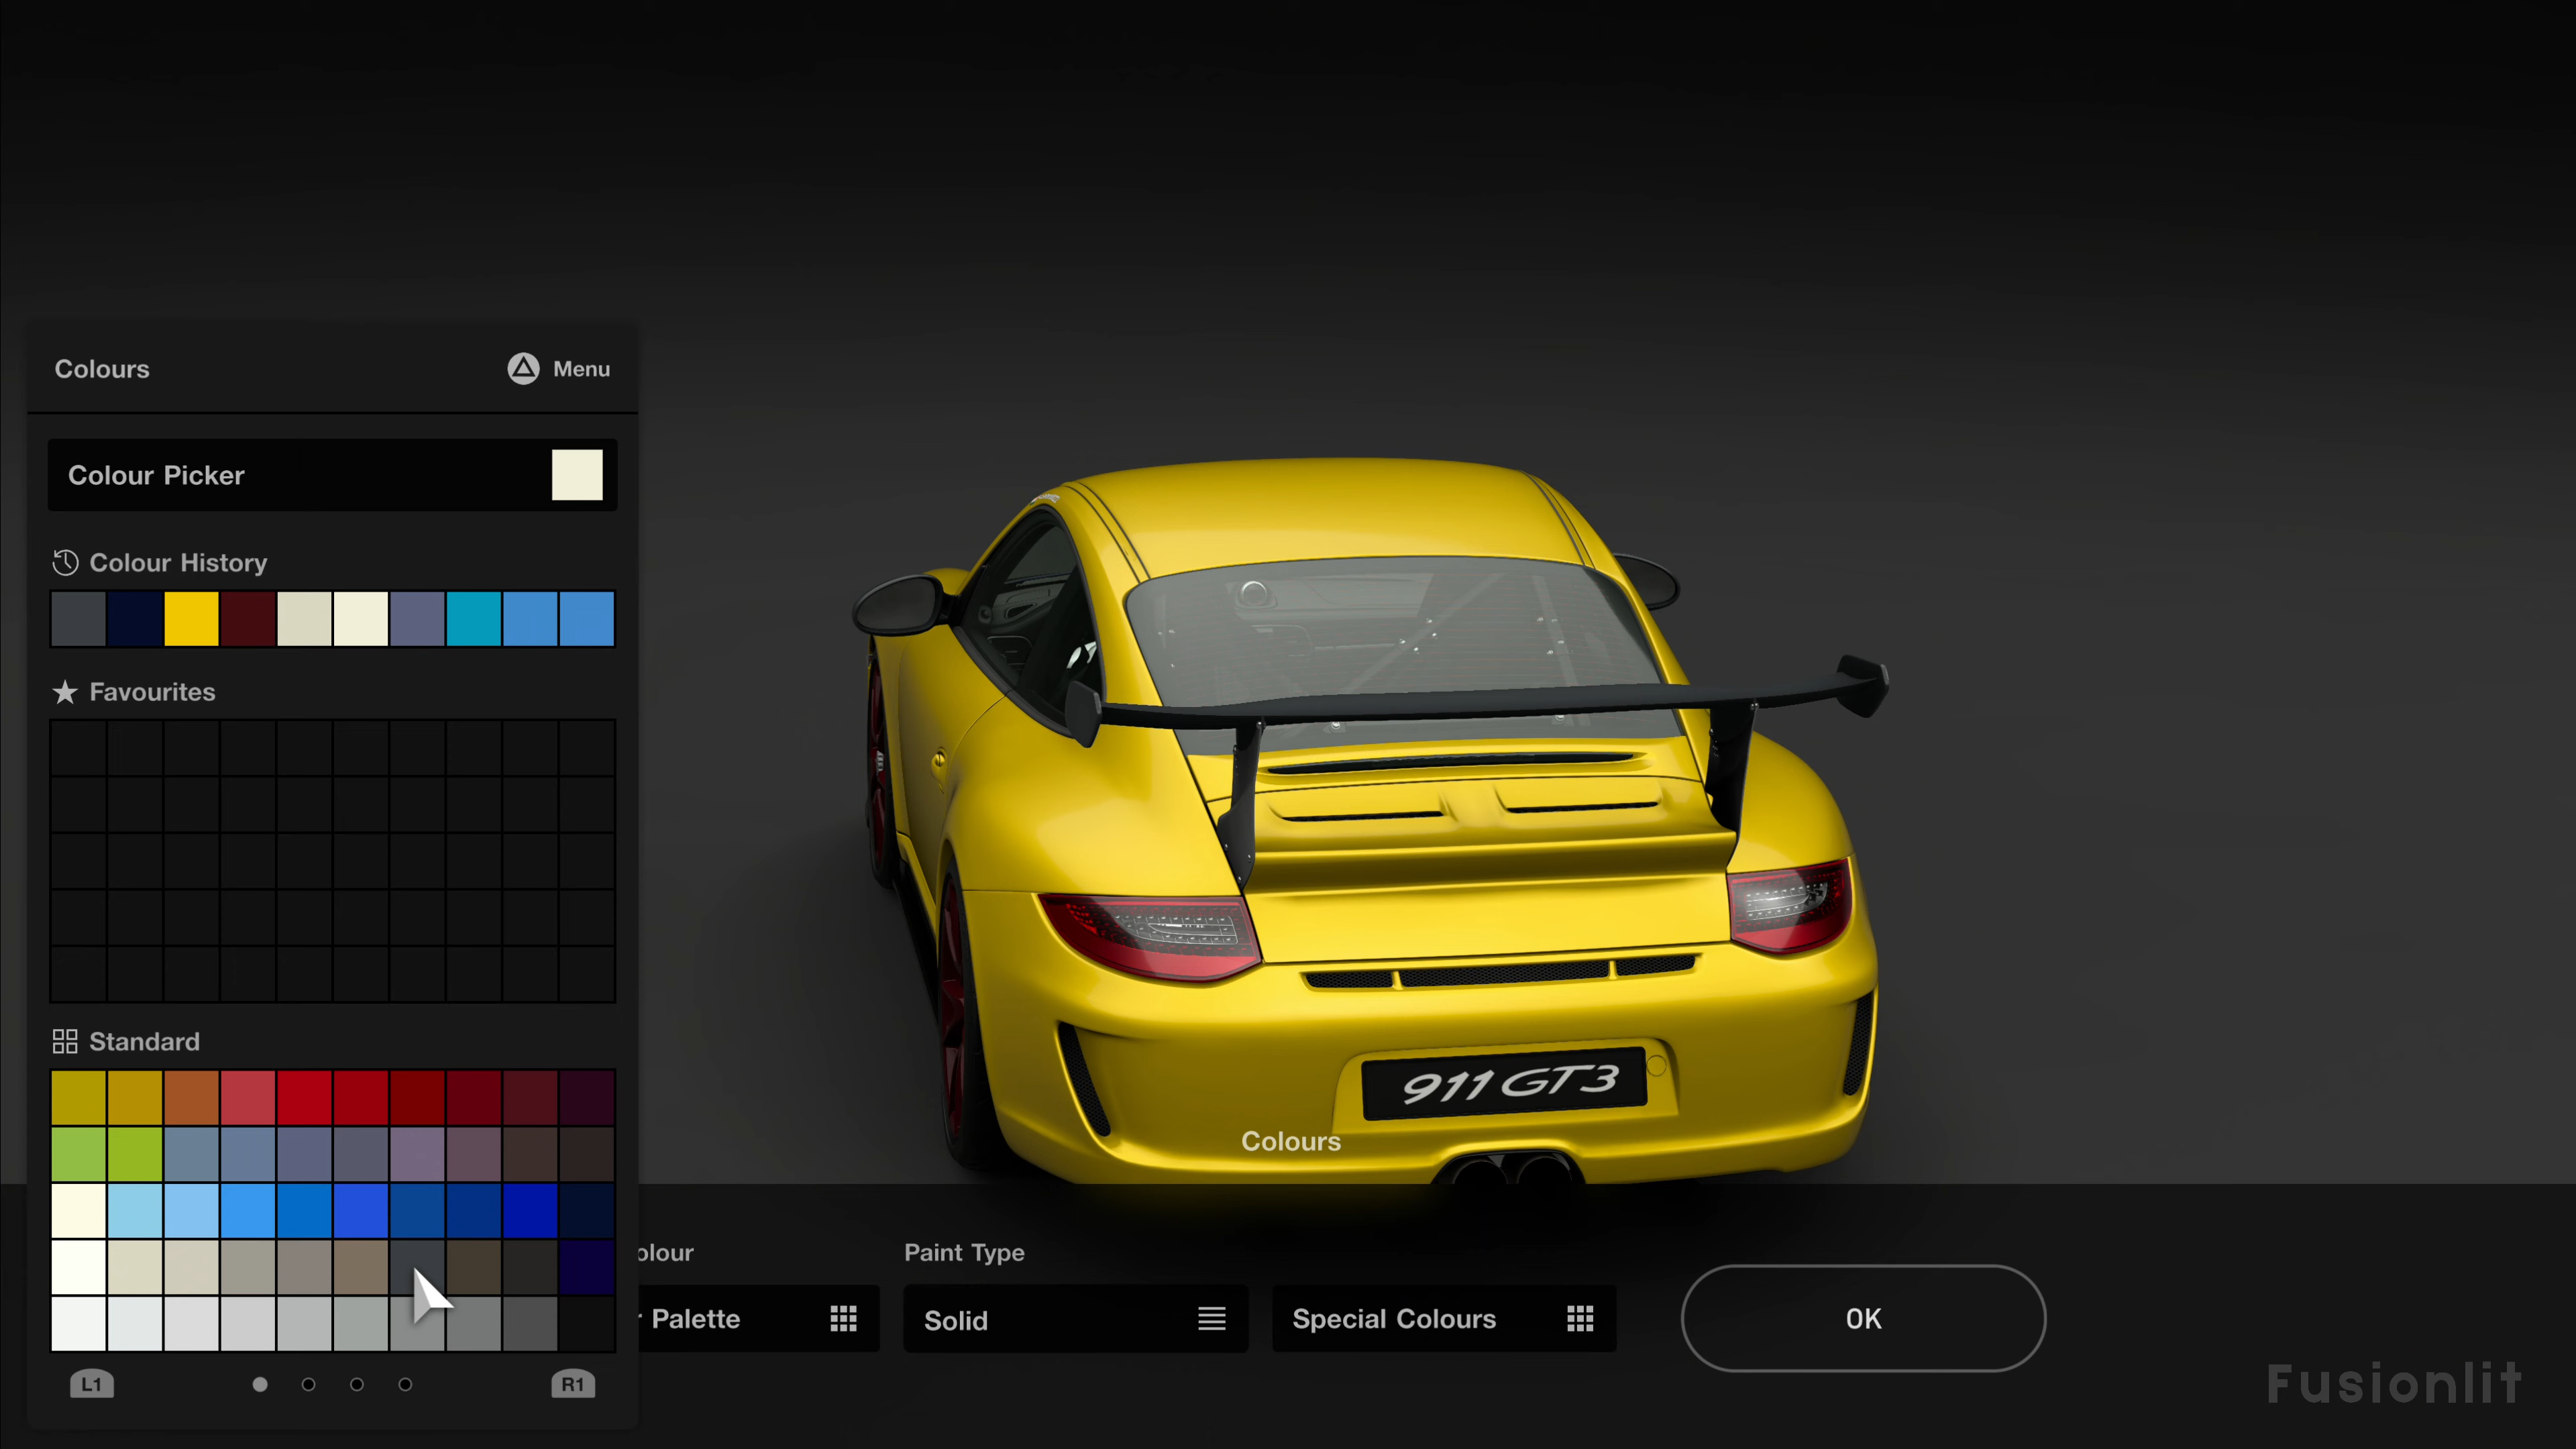 Colours
Menu
Colour Picker
Colour History
Favourites
Standard
L1
R1
911 GT3
Colours
olour
Palette
Paint Type
Solid
Special Colours
OK
Fusionlit